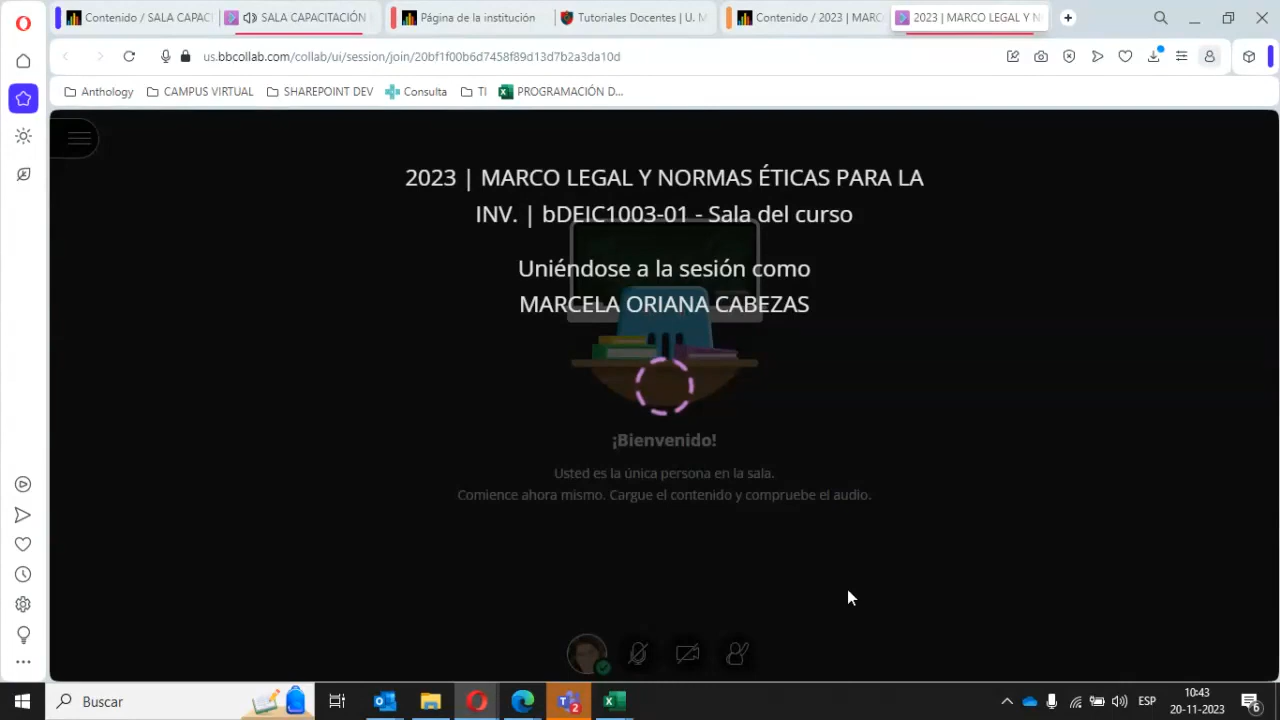 Contenido / SALA CAPACI
SALA CAPACITACIÓN
Página de la institución
Tutoriales Docentes | U. M
Contenido / 2023 | MARC
2023 | MARCO LEGAL Y N
us.bbcollab.com/collab/ui/session/join/20bf1f00b6d7458f89d13d7b2a3da10d
Anthology
CAMPUS VIRTUAL
SHAREPOINT DEV
Consulta
TI
PROGRAMACIÓN D...
2023 | MARCO LEGAL Y NORMAS ÉTICAS PARA LA
INV. | bDEIC1003-01 - Sala del curso
Uniéndose a la sesión como
MARCELA ORIANA CABEZAS
¡Bienvenido!
Usted es la única persona en la sala.
Comience ahora mismo. Cargue el contenido y compruebe el audio.
Buscar
2
ESP
10:43
20-11-2023
6